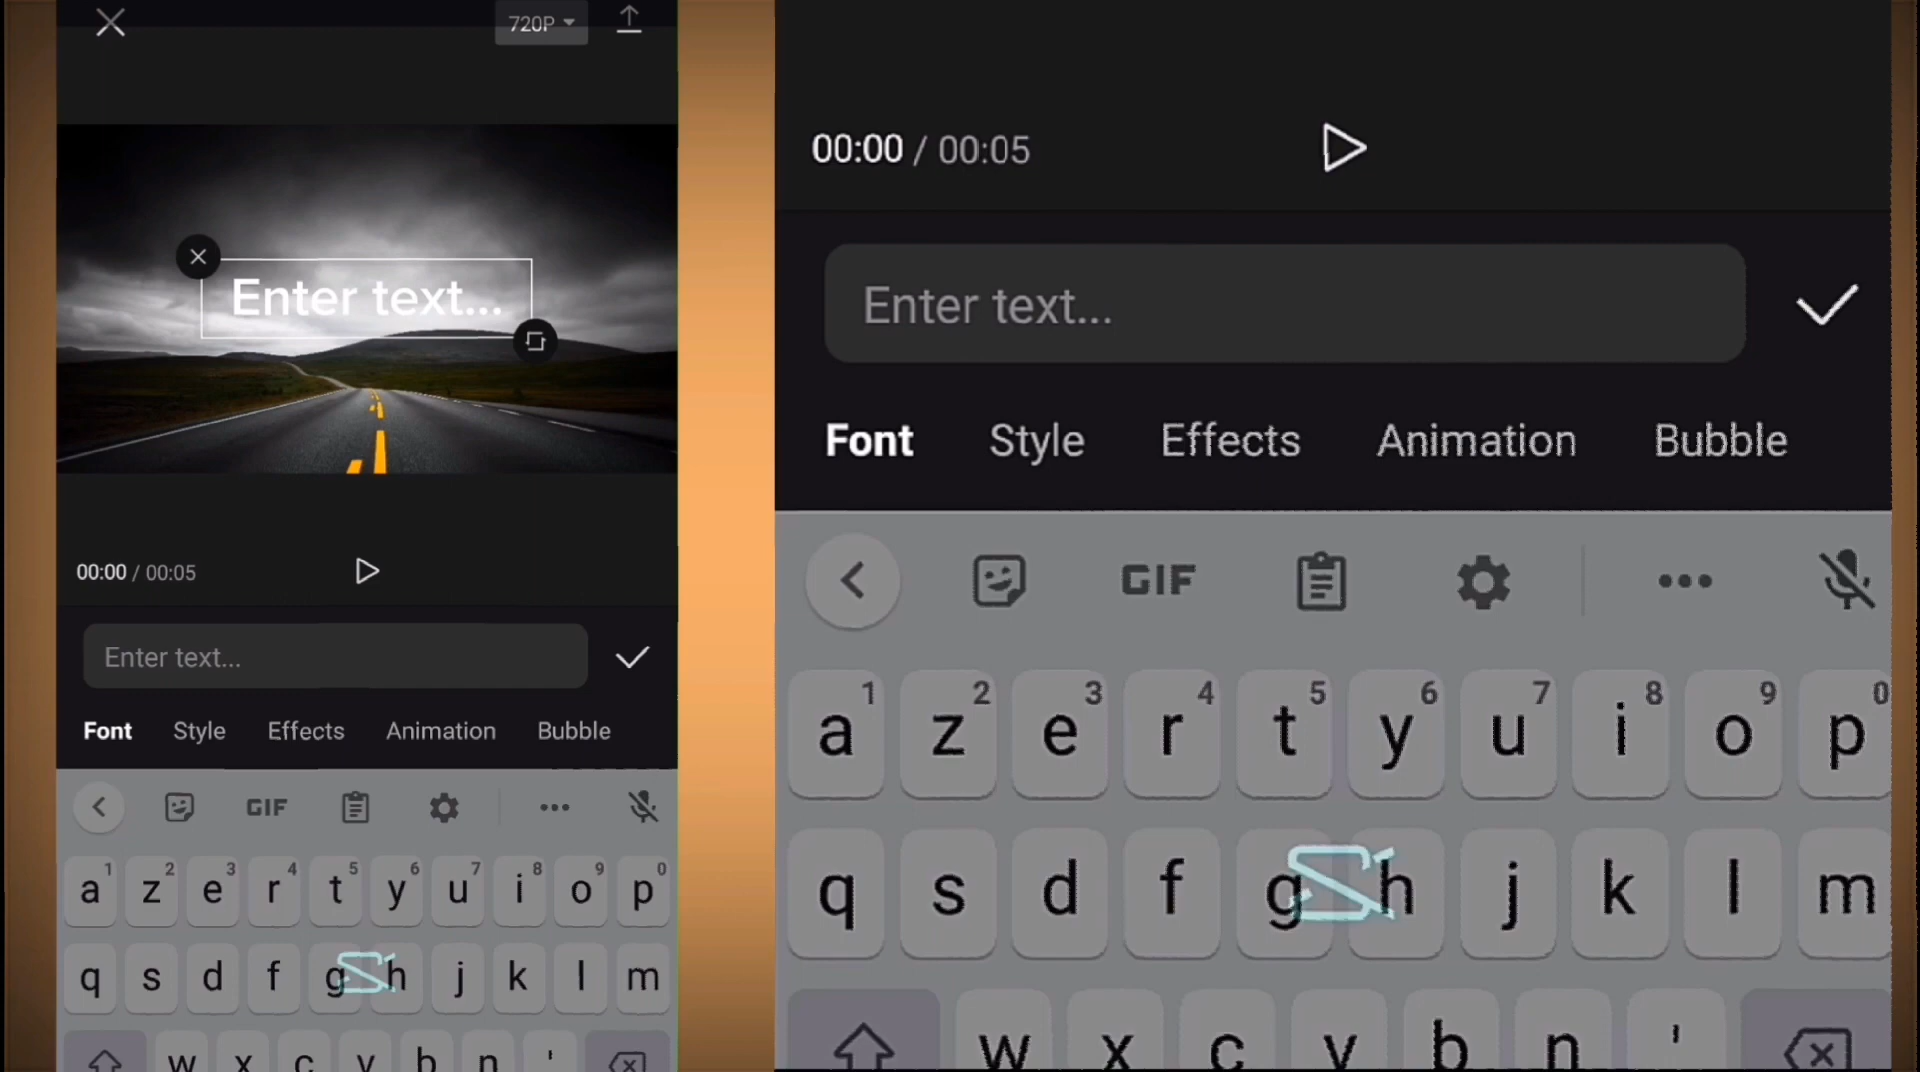 720P
Enter text...
00:00 / 00:05
Enter text...
Font Style Effects Animation Bubble
GIF
a 1 z 2 e 3 r 4 t 5 y 6 u 7 i 8 o 9 p 0
q s d f g h j k l m
w x c v b n '
00:00 / 00:05
Enter text...
Font Style Effects Animation Bubble
GIF
a 1 z 2 e 3 r 4 t 5 y 6 u 7 i 8 o 9 p 0
q s d f g h j k l m
w x c v b n '